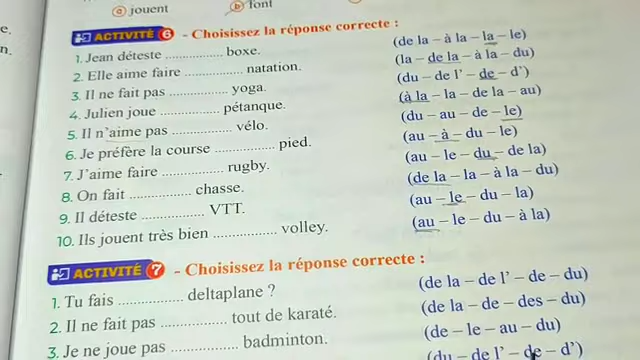 a jouent
b font
e.
n.
ACTIVITÉ 6 - Choisissez la réponse correcte :
1. Jean déteste .................. boxe. (de la – à la – la – le)
2. Elle aime faire .................. natation. (la – de la – à la – du)
3. Il ne fait pas .................. yoga. (du – de l' – de – d')
4. Julien joue .................. pétanque. (à la – la – de la – au)
5. Il n'aime pas .................. vélo. (du – au – de – le)
6. Je préfère la course .................. pied. (au – à – du – le)
7. J'aime faire .................. rugby. (au – le – du – de la)
8. On fait .................. chasse. (de la – la – à la – du)
9. Il déteste .................. VTT. (au – le – du – la)
10. Ils jouent très bien .................. volley. (au – le – du – à la)
ACTIVITÉ 7 - Choisissez la réponse correcte :
1. Tu fais .................. deltaplane ? (de la – de l' – de – du)
2. Il ne fait pas .................. tout de karaté. (de la – de – des – du)
3. Je ne joue pas .................. badminton. (de – le – au – du)
(du – de l' – de – d')